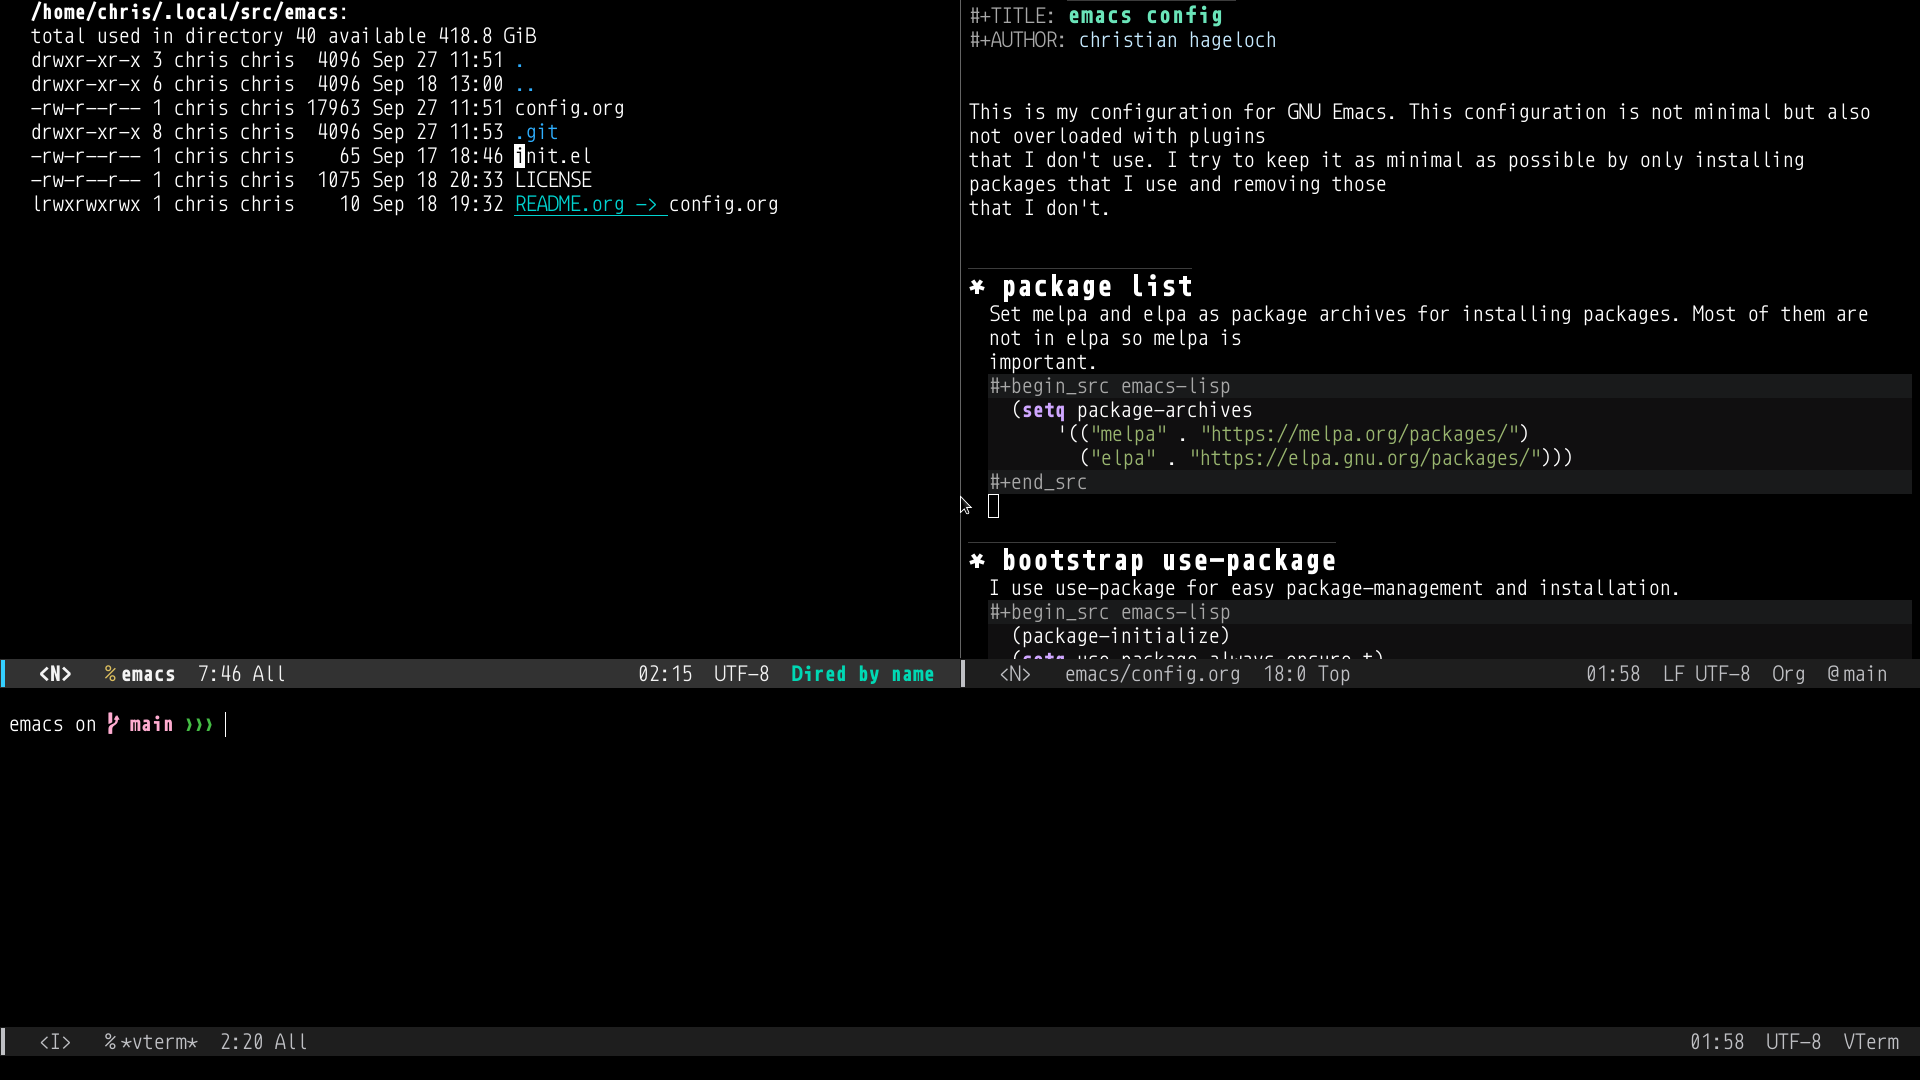 /home/chris/.local/src/emacs:
total used in directory 40 available 418.8 GiB
drwxr-xr-x 3 chris chris  4096 Sep 27 11:51 .
drwxr-xr-x 6 chris chris  4096 Sep 18 13:00 ..
-rw-r--r-- 1 chris chris 17963 Sep 27 11:51 config.org
drwxr-xr-x 8 chris chris  4096 Sep 27 11:53 .git
-rw-r--r-- 1 chris chris    65 Sep 17 18:46 init.el
-rw-r--r-- 1 chris chris  1075 Sep 18 20:33 LICENSE
lrwxrwxrwx 1 chris chris    10 Sep 18 19:32 README.org -> config.org
<N>   %emacs  7:46 All   02:15  UTF-8  Dired by name
#+TITLE: emacs config
#+AUTHOR: christian hageloch
This is my configuration for GNU Emacs. This configuration is not minimal but also
not overloaded with plugins
that I don't use. I try to keep it as minimal as possible by only installing
packages that I use and removing those
that I don't.
* package list
Set melpa and elpa as package archives for installing packages. Most of them are
not in elpa so melpa is
important.
#+begin_src emacs-lisp
(setq package-archives
'(("melpa" . "https://melpa.org/packages/")
("elpa" . "https://elpa.gnu.org/packages/")))
#+end_src
* bootstrap use-package
I use use-package for easy package-management and installation.
#+begin_src emacs-lisp
(package-initialize)
(setq use-package-always-ensure t)
<N>   emacs/config.org  18:0 Top   01:58  LF UTF-8  Org  @main
emacs on main ❯❯❯
<I>   %*vterm*  2:20 All   01:58  UTF-8  VTerm